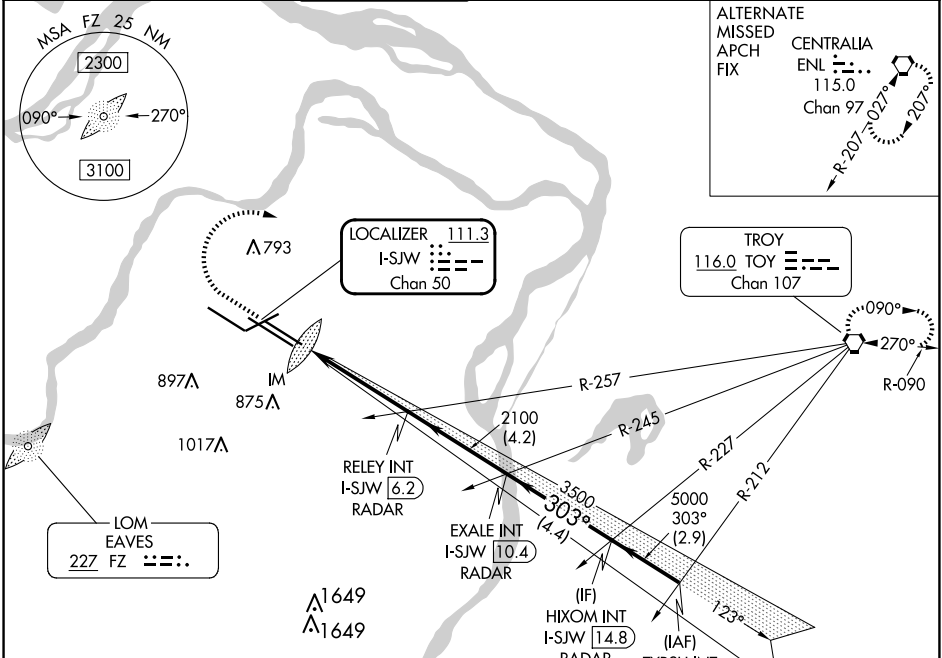 MSA FZ 25 NM
2300
090°
270°
3100
ALTERNATE
MISSED
APCH
FIX
CENTRALIA
ENL
115.0
Chan 97
R-207
027°
207°
793
LOCALIZER 111.3
I-SJW
Chan 50
TROY
116.0 TOY
Chan 107
090°
270°
R-090
897
IM
875
1017
R-257
R-245
R-227
R-212
2100
(4.2)
RELEY INT
I-SJW 6.2
RADAR
3500
303°
(4.4)
5000
303°
(2.9)
EXALE INT
I-SJW 10.4
RADAR
LOM
EAVES
227 FZ
1649
1649
(IF)
HIXOM INT
I-SJW 14.8
RADAR
(IAF)
INT
123°